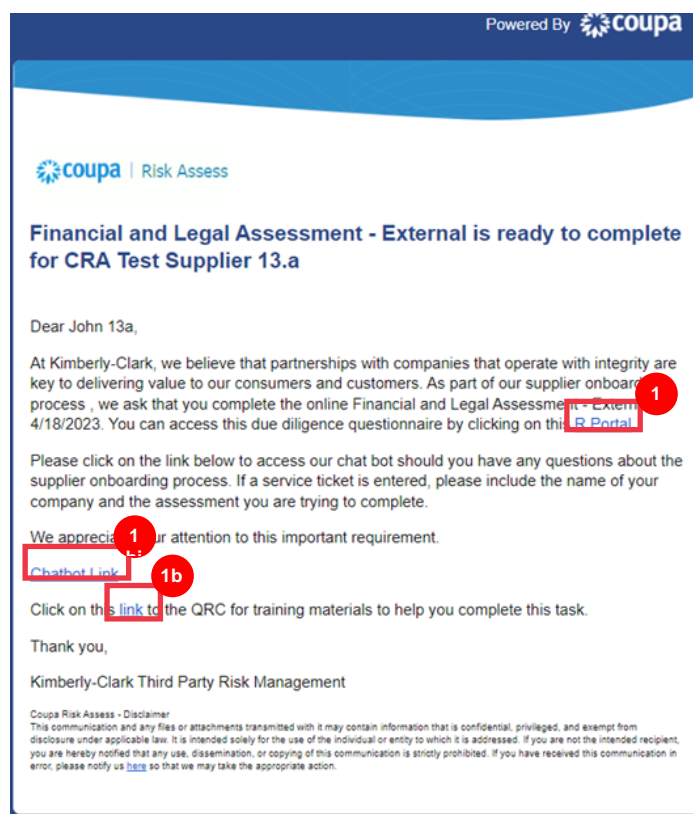 Powered By coupa
coupa | Risk Assess
Financial and Legal Assessment - External is ready to complete
for CRA Test Supplier 13.a
Dear John 13a,
At Kimberly-Clark, we believe that partnerships with companies that operate with integrity are
key to delivering value to our consumers and customers. As part of our supplier
process , we ask that you complete the online Financial and Legal Assessment - Extern
4/18/2023. You can access this due diligence questionnaire by clicking on this R Portal
1
Please click on the link below to access our chat bot should you have any questions about the
supplier onboarding process. If a service ticket is entered, please include the name of your
company and the assessment you are trying to complete.
We ur attention to this important requirement.
1
Chatbot Link
1b
Click on this link to the QRC for training materials to help you complete this task.
Thank you,
Kimberly-Clark Third Party Risk Management
Coupa Risk Assess - Disclaimer
This communication and any files or attachments transmitted with it may contain information that is confidential, privileged, and exempt from
disclosure under applicable law. It is intended solely for the use of the individual or entity to which it is addressed. If you are not the intended recipient,
you are hereby notified that any use, dissemination, or copying of this communication is strictly prohibited. If you have received this communication in
error, please notify us here so that we may take the appropriate action.